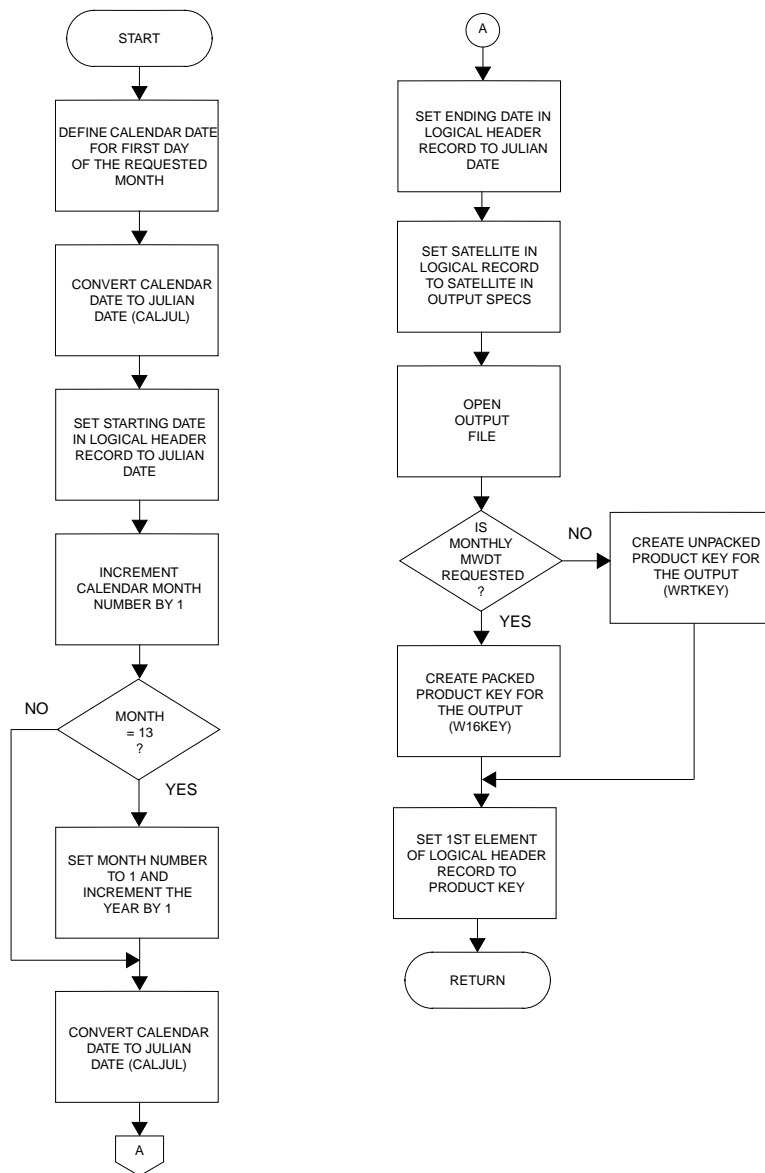 START
DEFINE CALENDAR DATE
FOR FIRST DAY
OF THE REQUESTED
MONTH
CONVERT CALENDAR
DATE TO JULIAN
DATE (CALJUL)
SET STARTING DATE
IN LOGICAL HEADER
RECORD TO JULIAN
DATE
INCREMENT
CALENDAR MONTH
NUMBER BY 1
NO
MONTH
= 13
?
YES
SET MONTH NUMBER
TO 1 AND
INCREMENT THE
YEAR BY 1
CONVERT CALENDAR
DATE TO JULIAN
DATE (CALJUL)
A
A
SET ENDING DATE IN
LOGICAL HEADER
RECORD TO JULIAN
DATE
SET SATELLITE IN
LOGICAL RECORD
TO SATELLITE IN
OUTPUT SPECS
OPEN
OUTPUT
FILE
IS
MONTHLY
MWDT
REQUESTED
?
NO
CREATE UNPACKED
PRODUCT KEY FOR
THE OUTPUT
(WRTKEY)
YES
CREATE PACKED
PRODUCT KEY FOR
THE OUTPUT
(W16KEY)
SET 1ST ELEMENT
OF LOGICAL HEADER
RECORD TO
PRODUCT KEY
RETURN